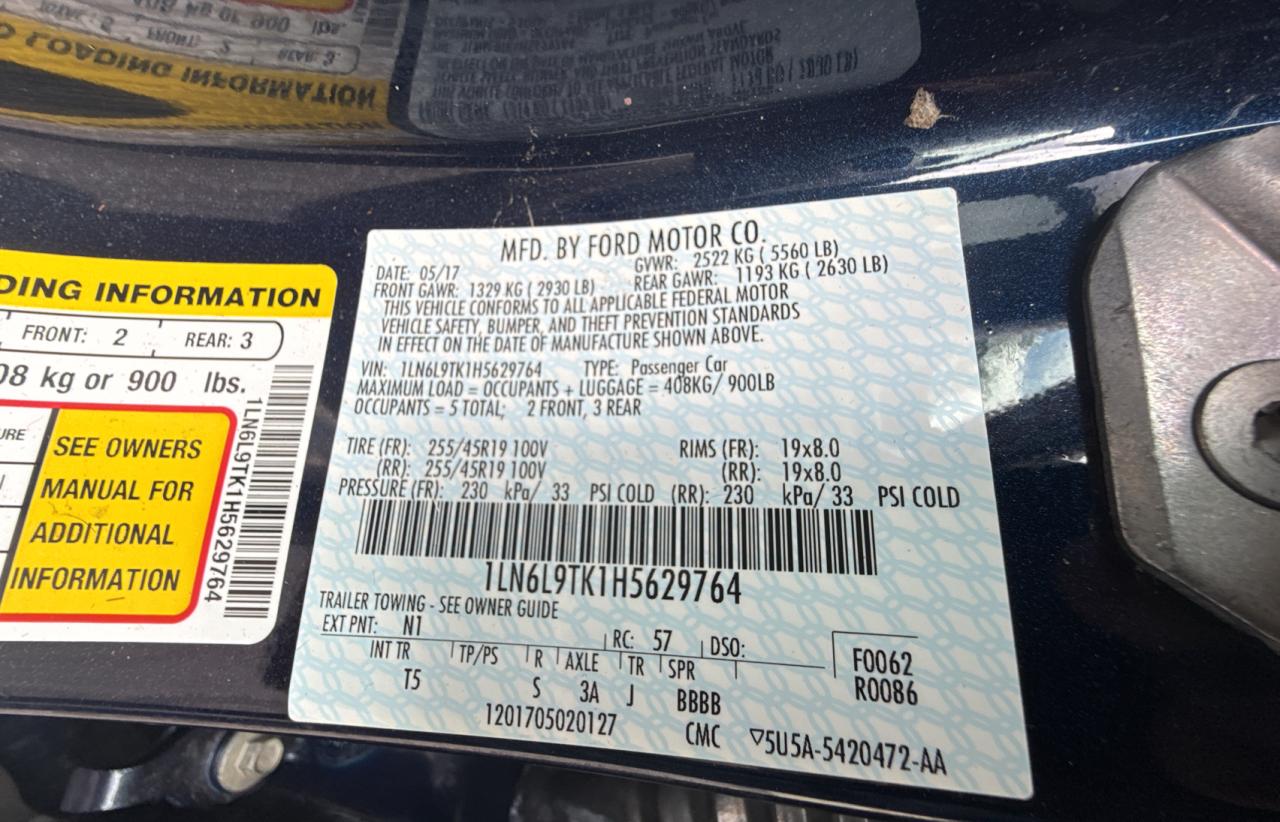 DING INFORMATION
FRONT: 2 REAR: 3
08 kg or 900 lbs.
URE
SEE OWNERS
MANUAL FOR
ADDITIONAL
INFORMATION
1LN6L9TK1H5629764
MFD. BY FORD MOTOR CO.
DATE: 05/17 GVWR: 2522 KG ( 5560 LB)
FRONT GAWR: 1329 KG ( 2930 LB) REAR GAWR: 1193 KG ( 2630 LB)
THIS VEHICLE CONFORMS TO ALL APPLICABLE FEDERAL MOTOR
VEHICLE SAFETY, BUMPER, AND THEFT PREVENTION STANDARDS
IN EFFECT ON THE DATE OF MANUFACTURE SHOWN ABOVE.
VIN: 1LN6L9TK1H5629764 TYPE: Passenger Car
MAXIMUM LOAD = OCCUPANTS + LUGGAGE = 408KG/ 900LB
OCCUPANTS = 5 TOTAL; 2 FRONT, 3 REAR
TIRE (FR): 255/45R19 100V RIMS (FR): 19x8.0
(RR): 255/45R19 100V (RR): 19x8.0
PRESSURE (FR): 230 kPa/ 33 PSI COLD (RR): 230 kPa/ 33 PSI COLD
1LN6L9TK1H5629764
TRAILER TOWING - SEE OWNER GUIDE
EXT PNT: N1 RC: 57 DSO:
INT TR TP/PS R AXLE TR SPR
T5 S 3A J BBBB
F0062
R0086
1201705020127 CMC ▽5U5A-5420472-AA